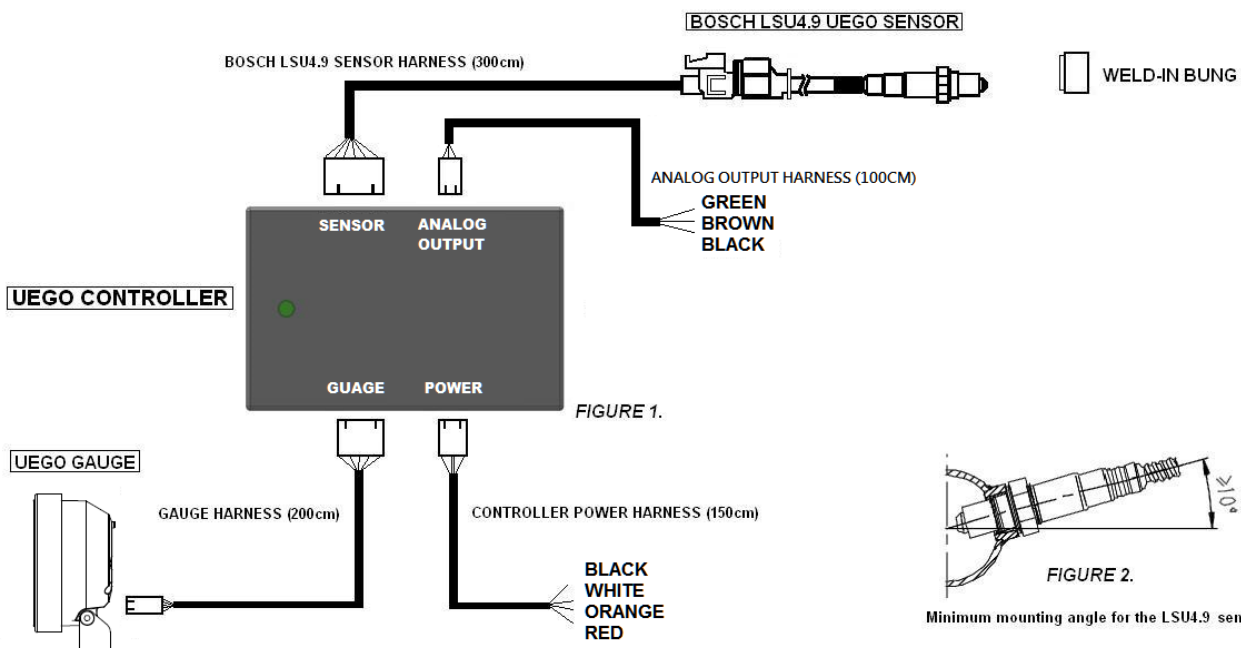 BOSCH LSU4.9 UEGO SENSOR
BOSCH LSU4.9 SENSOR HARNESS (300cm)
WELD-IN BUNG
ANALOG OUTPUT HARNESS (100CM)
GREEN
BROWN
BLACK
SENSOR
ANALOG
OUTPUT
UEGO CONTROLLER
GUAGE
POWER
FIGURE 1.
UEGO GAUGE
GAUGE HARNESS (200cm)
CONTROLLER POWER HARNESS (150cm)
BLACK
WHITE
ORANGE
RED
≥10°
FIGURE 2.
Minimum mounting angle for the LSU4.9 sen